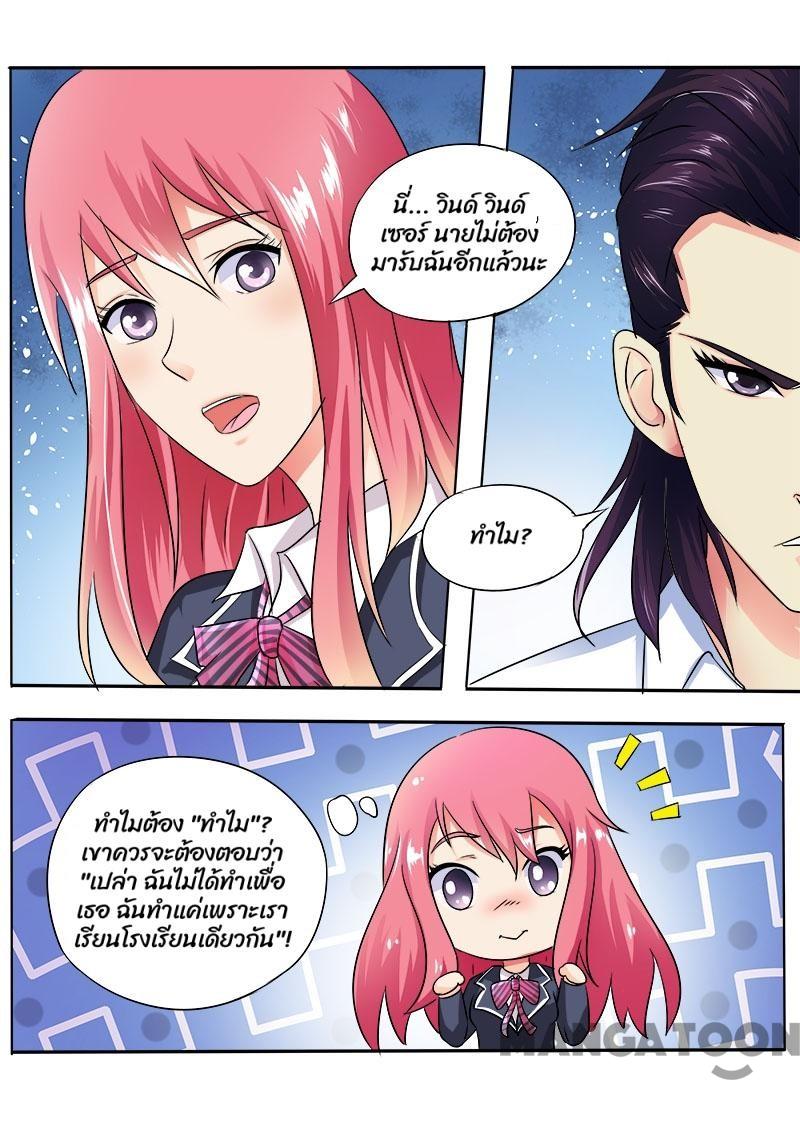 นี่... วินด์ วินด์
เซอร์ นายไม่ต้อง
มารับฉันอีกแล้วนะ
ทำไม?
ทำไมต้อง "ทำไม"?
เขาควรจะต้องตอบว่า
"เปล่า ฉันไม่ได้ทำเพื่อ
เธอ ฉันทำแค่เพราะเรา
เรียนโรงเรียนเดียวกัน"!
MANGATOON